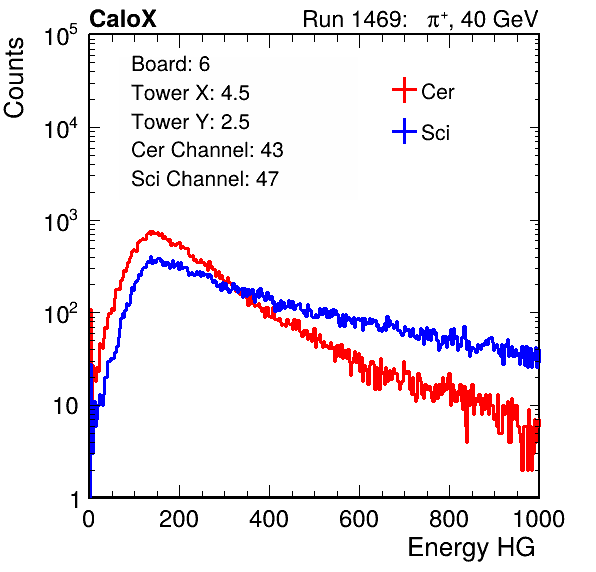 CaloX Run 1469: π⁺, 40 GeV
Counts
10⁵
10⁴
10³
10²
10
1
Board: 6
Tower X: 4.5
Tower Y: 2.5
Cer Channel: 43
Sci Channel: 47
Cer
Sci
0 200 400 600 800 1000
Energy HG